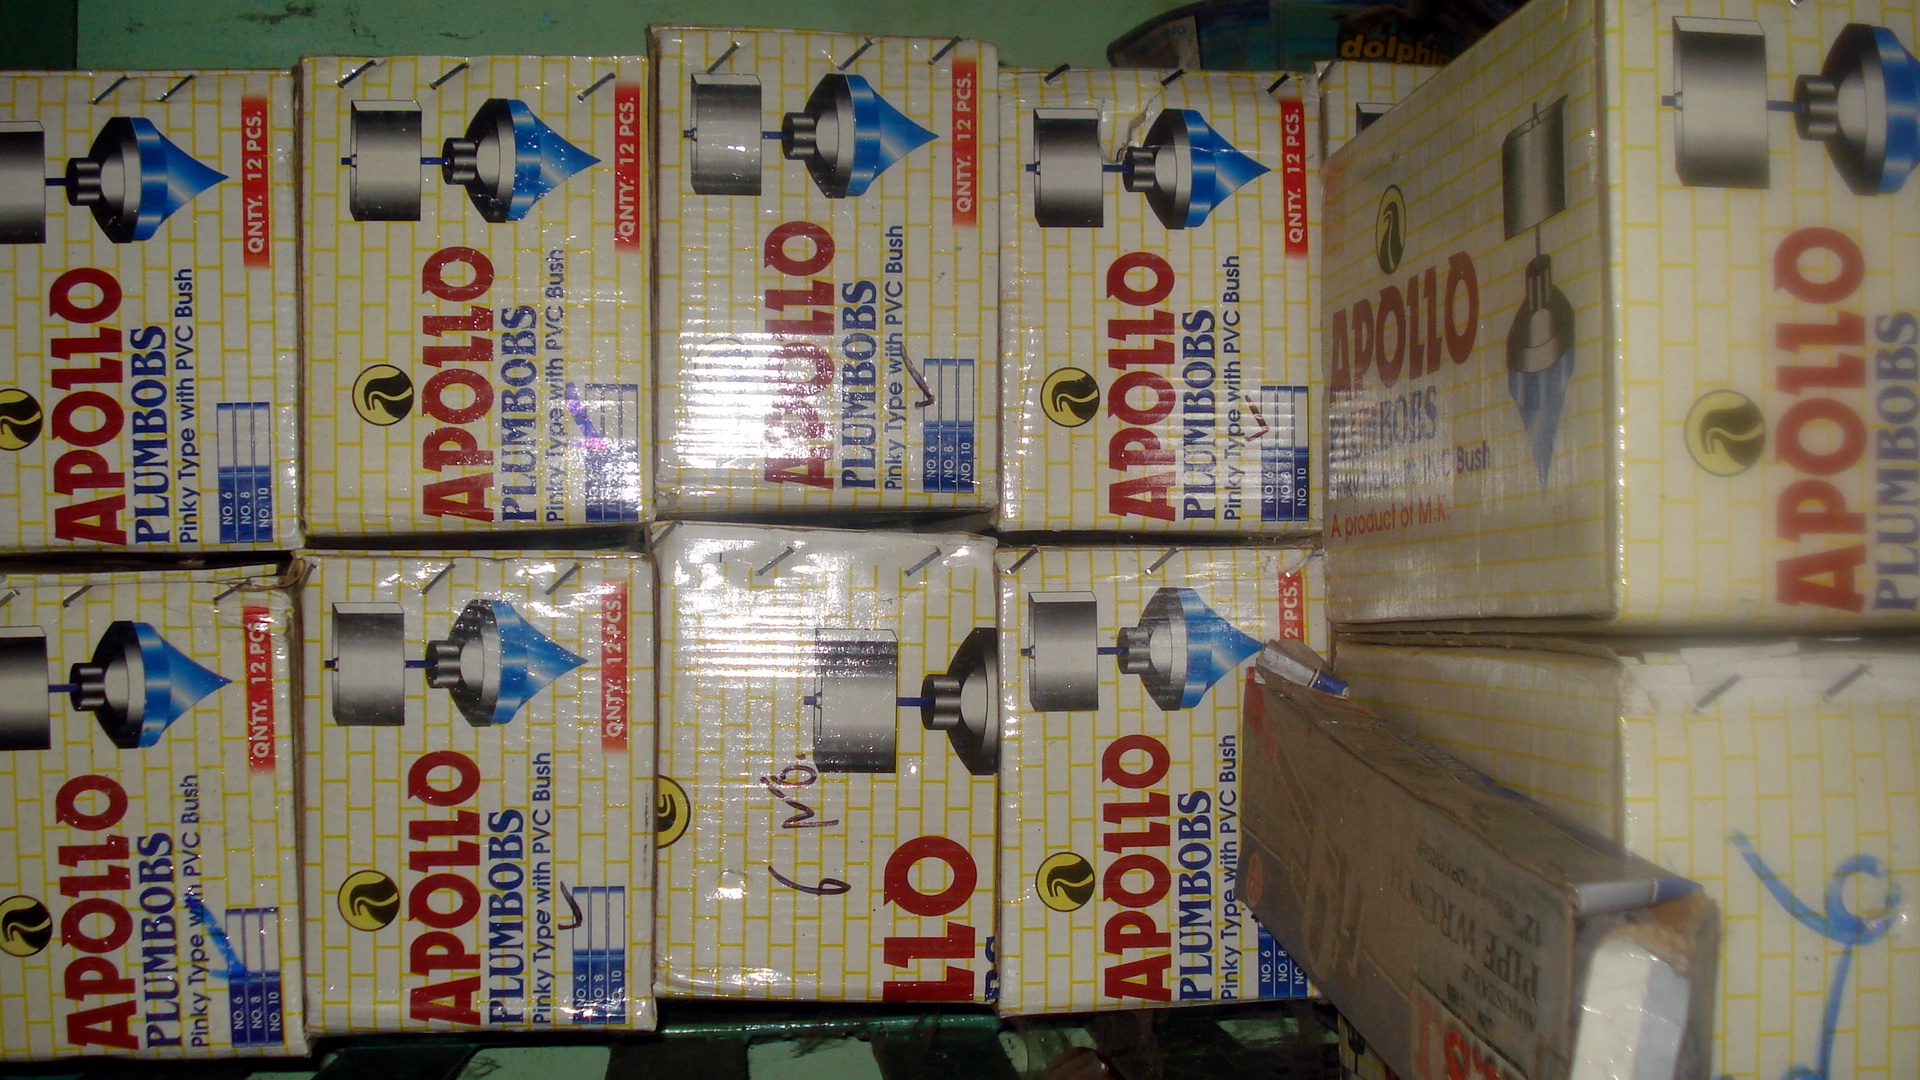 dolphin
QNTY. 12 PCS.
APOLLO
PLUMBOBS
Pinky Type with PVC Bush
NO. 6
NO. 8
NO. 10
QNTY. 12 PCS.
APOLLO
PLUMBOBS
Pinky Type with PVC Bush
QNTY. 12 PCS.
APOLLO
PLUMBOBS
Pinky Type with PVC Bush
NO. 6
NO. 8
NO. 10
QNTY. 12 PCS.
APOLLO
PLUMBOBS
Pinky Type with PVC Bush
NO. 6
NO. 8
NO. 10
APOLLO
PLUMBOBS
PVC Bush
A product of M.K.
APOLLO
PLUMBOBS
QNTY. 12 PCS.
APOLLO
PLUMBOBS
Pinky Type with PVC Bush
NO. 6
NO. 8
NO. 10
QNTY. 12 PCS.
APOLLO
PLUMBOBS
Pinky Type with PVC Bush
NO. 6
NO. 8
NO. 10
6 No.
LLO
2 PCS.
APOLLO
PLUMBOBS
Pinky Type with PVC Bush
NO. 6
NO. 8
NO. 10
PIPE WRENCH
6